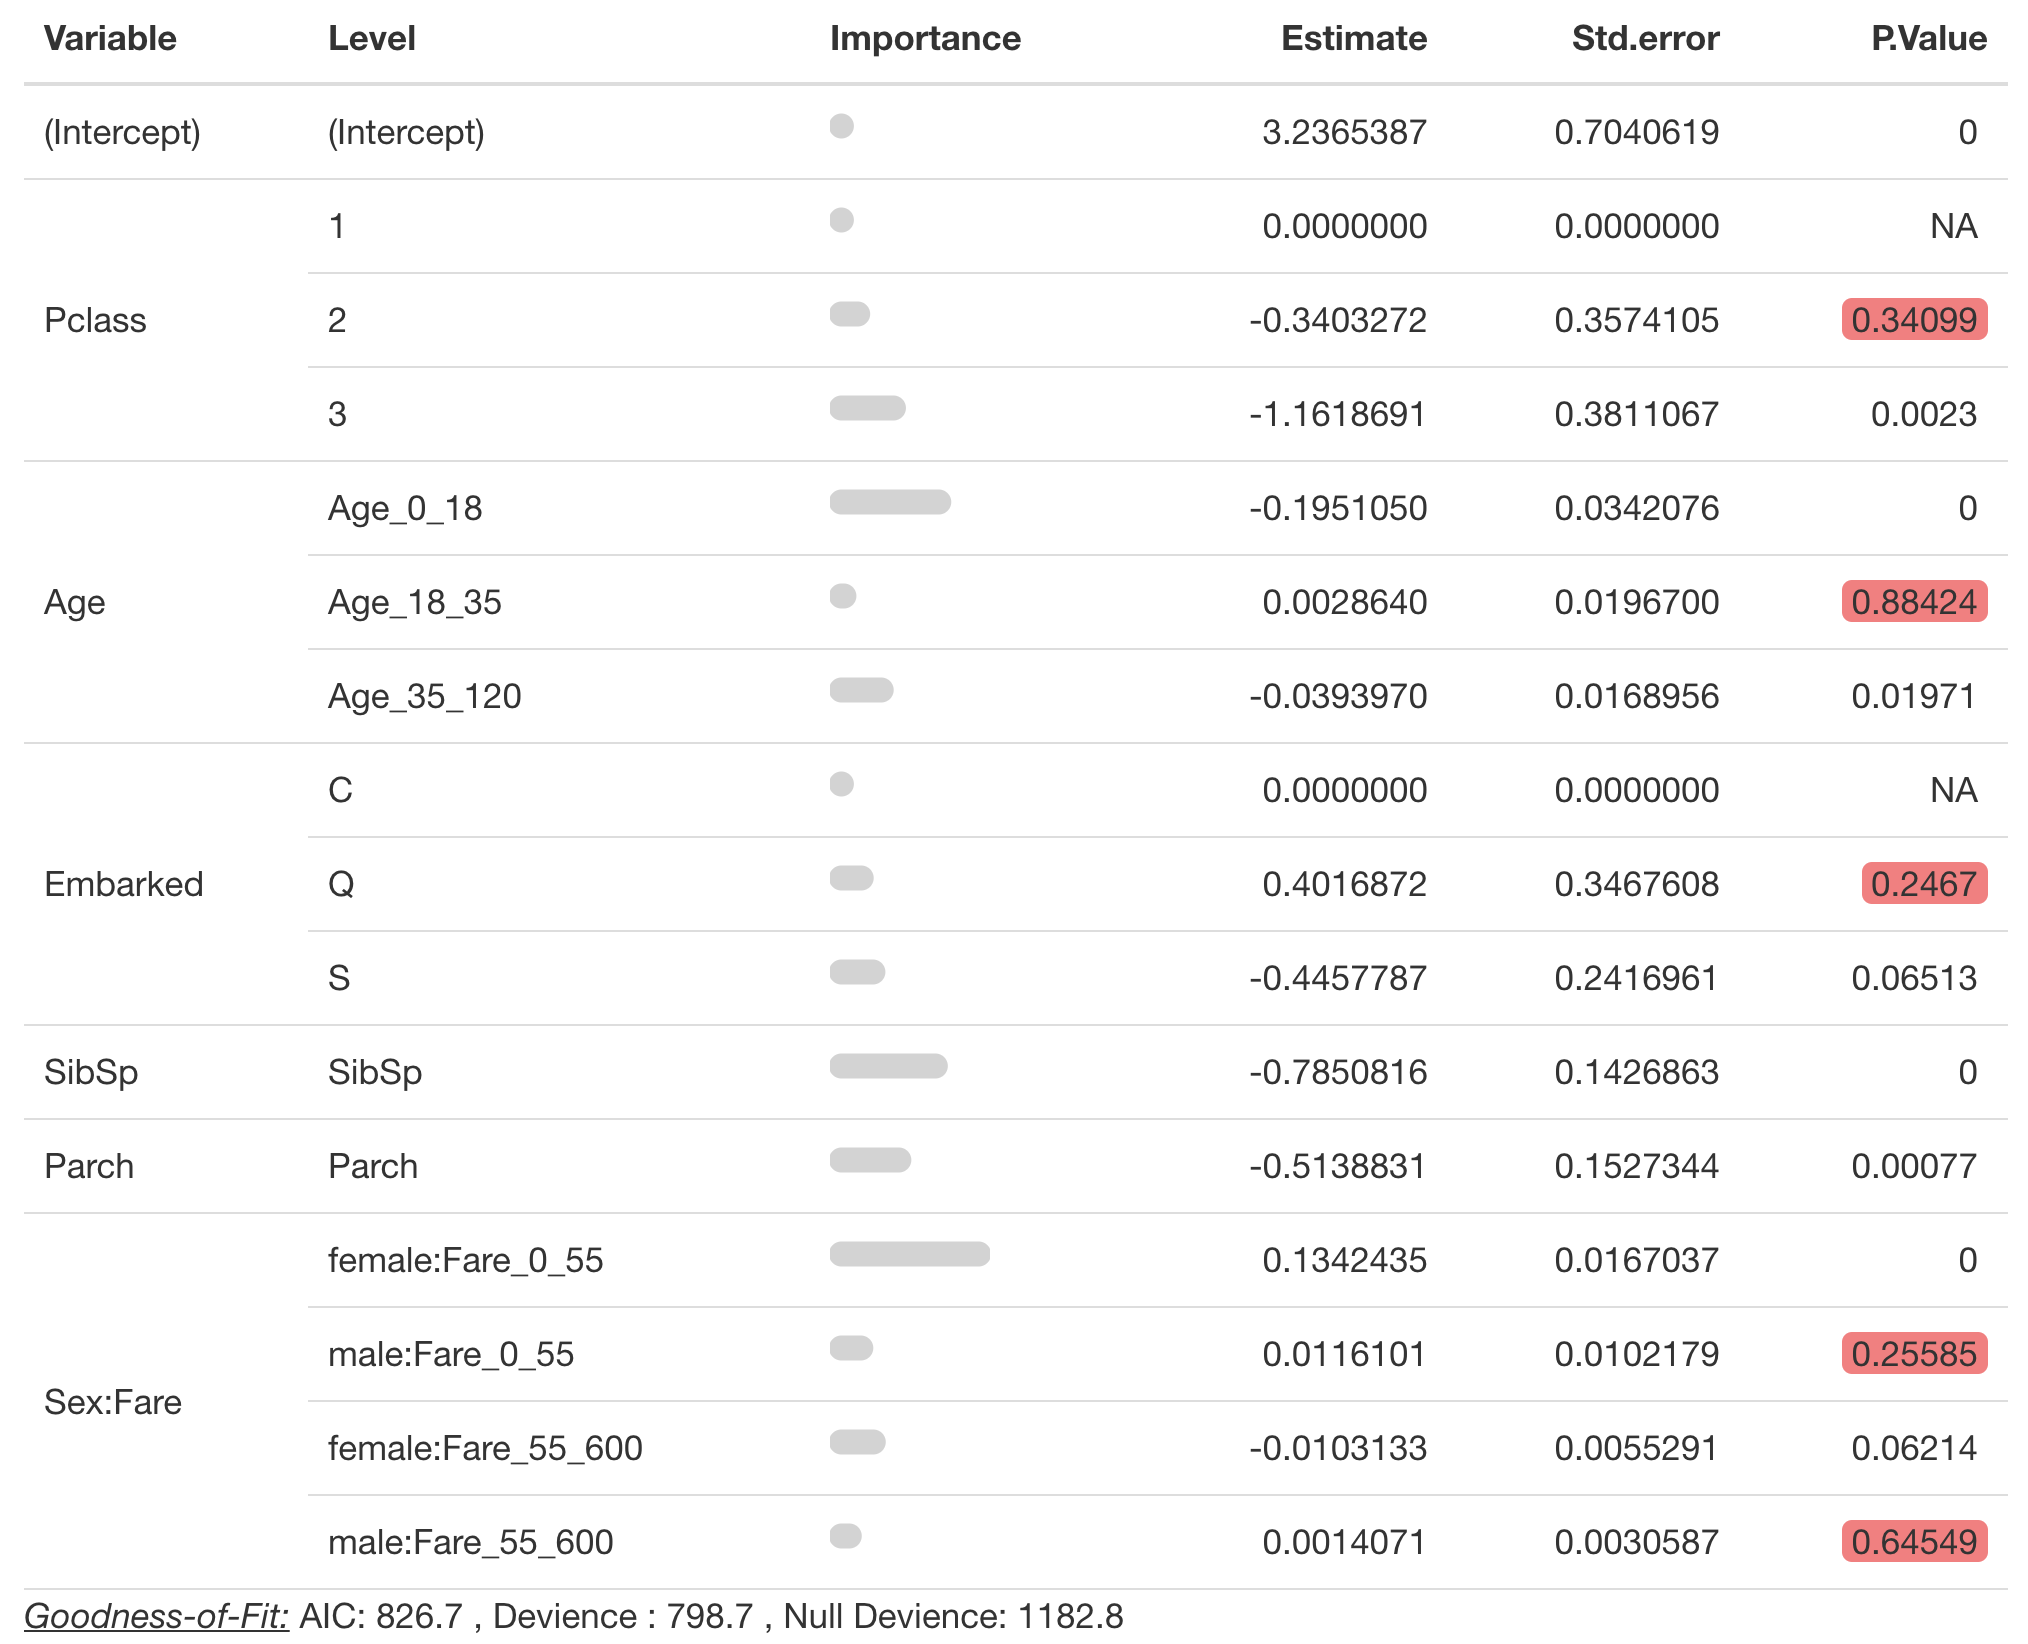 Variable Level Importance Estimate Std.error P.Value
(Intercept) (Intercept) 3.2365387 0.7040619 0
1 0.0000000 0.0000000 NA
Pclass 2 -0.3403272 0.3574105 0.34099
3 -1.1618691 0.3811067 0.0023
Age_0_18 -0.1951050 0.0342076 0
Age Age_18_35 0.0028640 0.0196700 0.88424
Age_35_120 -0.0393970 0.0168956 0.01971
C 0.0000000 0.0000000 NA
Embarked Q 0.4016872 0.3467608 0.2467
S -0.4457787 0.2416961 0.06513
SibSp SibSp -0.7850816 0.1426863 0
Parch Parch -0.5138831 0.1527344 0.00077
female:Fare_0_55 0.1342435 0.0167037 0
male:Fare_0_55 0.0116101 0.0102179 0.25585
Sex:Fare
female:Fare_55_600 -0.0103133 0.0055291 0.06214
male:Fare_55_600 0.0014071 0.0030587 0.64549
Goodness-of-Fit: AIC: 826.7 , Devience : 798.7 , Null Devience: 1182.8